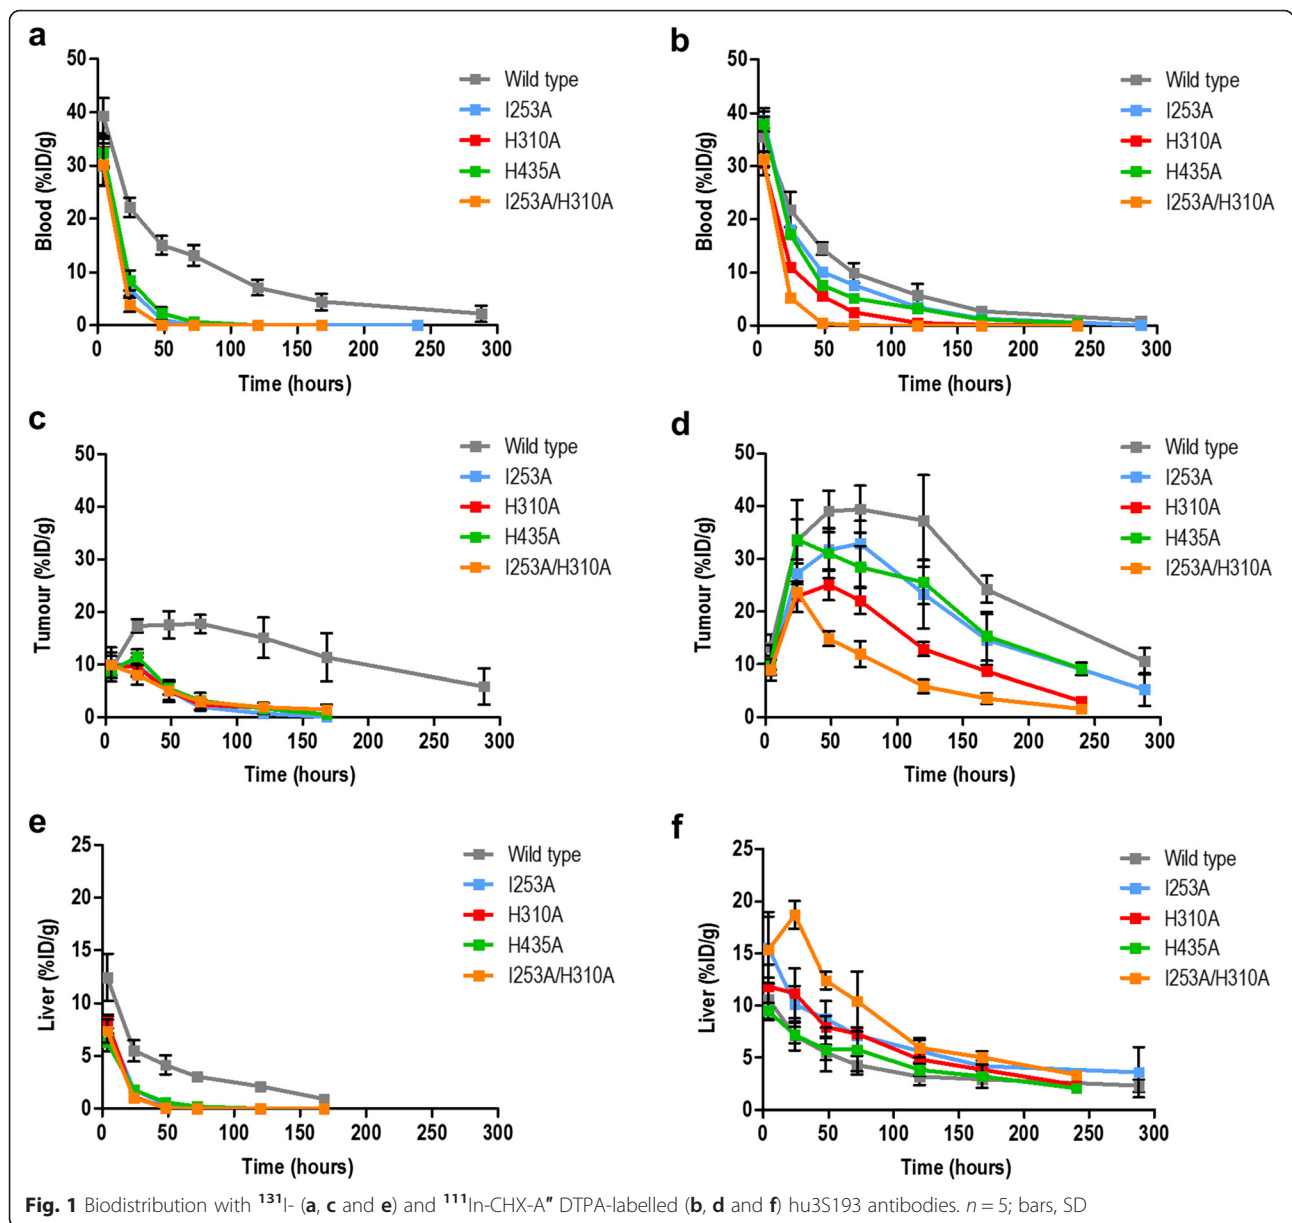 a
50
40
30
20
10
0
Blood (%ID/g)
0 50 100 150 200 250 300
Time (hours)
Wild type
I253A
H310A
H435A
I253A/H310A
b
50
40
30
20
10
0
Blood (%ID/g)
0 50 100 150 200 250 300
Time (hours)
Wild type
I253A
H310A
H435A
I253A/H310A
c
50
40
30
20
10
0
Tumour (%ID/g)
0 50 100 150 200 250 300
Time (hours)
Wild type
I253A
H310A
H435A
I253A/H310A
d
50
40
30
20
10
0
Tumour (%ID/g)
0 50 100 150 200 250 300
Time (hours)
Wild type
I253A
H310A
H435A
I253A/H310A
e
25
20
15
10
5
0
Liver (%ID/g)
0 50 100 150 200 250 300
Time (hours)
Wild type
I253A
H310A
H435A
I253A/H310A
f
25
20
15
10
5
0
Liver (%ID/g)
0 50 100 150 200 250 300
Time (hours)
Wild type
I253A
H310A
H435A
I253A/H310A
Fig. 1 Biodistribution with ¹³¹I- (a, c and e) and ¹¹¹In-CHX-A″ DTPA-labelled (b, d and f) hu3S193 antibodies. n = 5; bars, SD